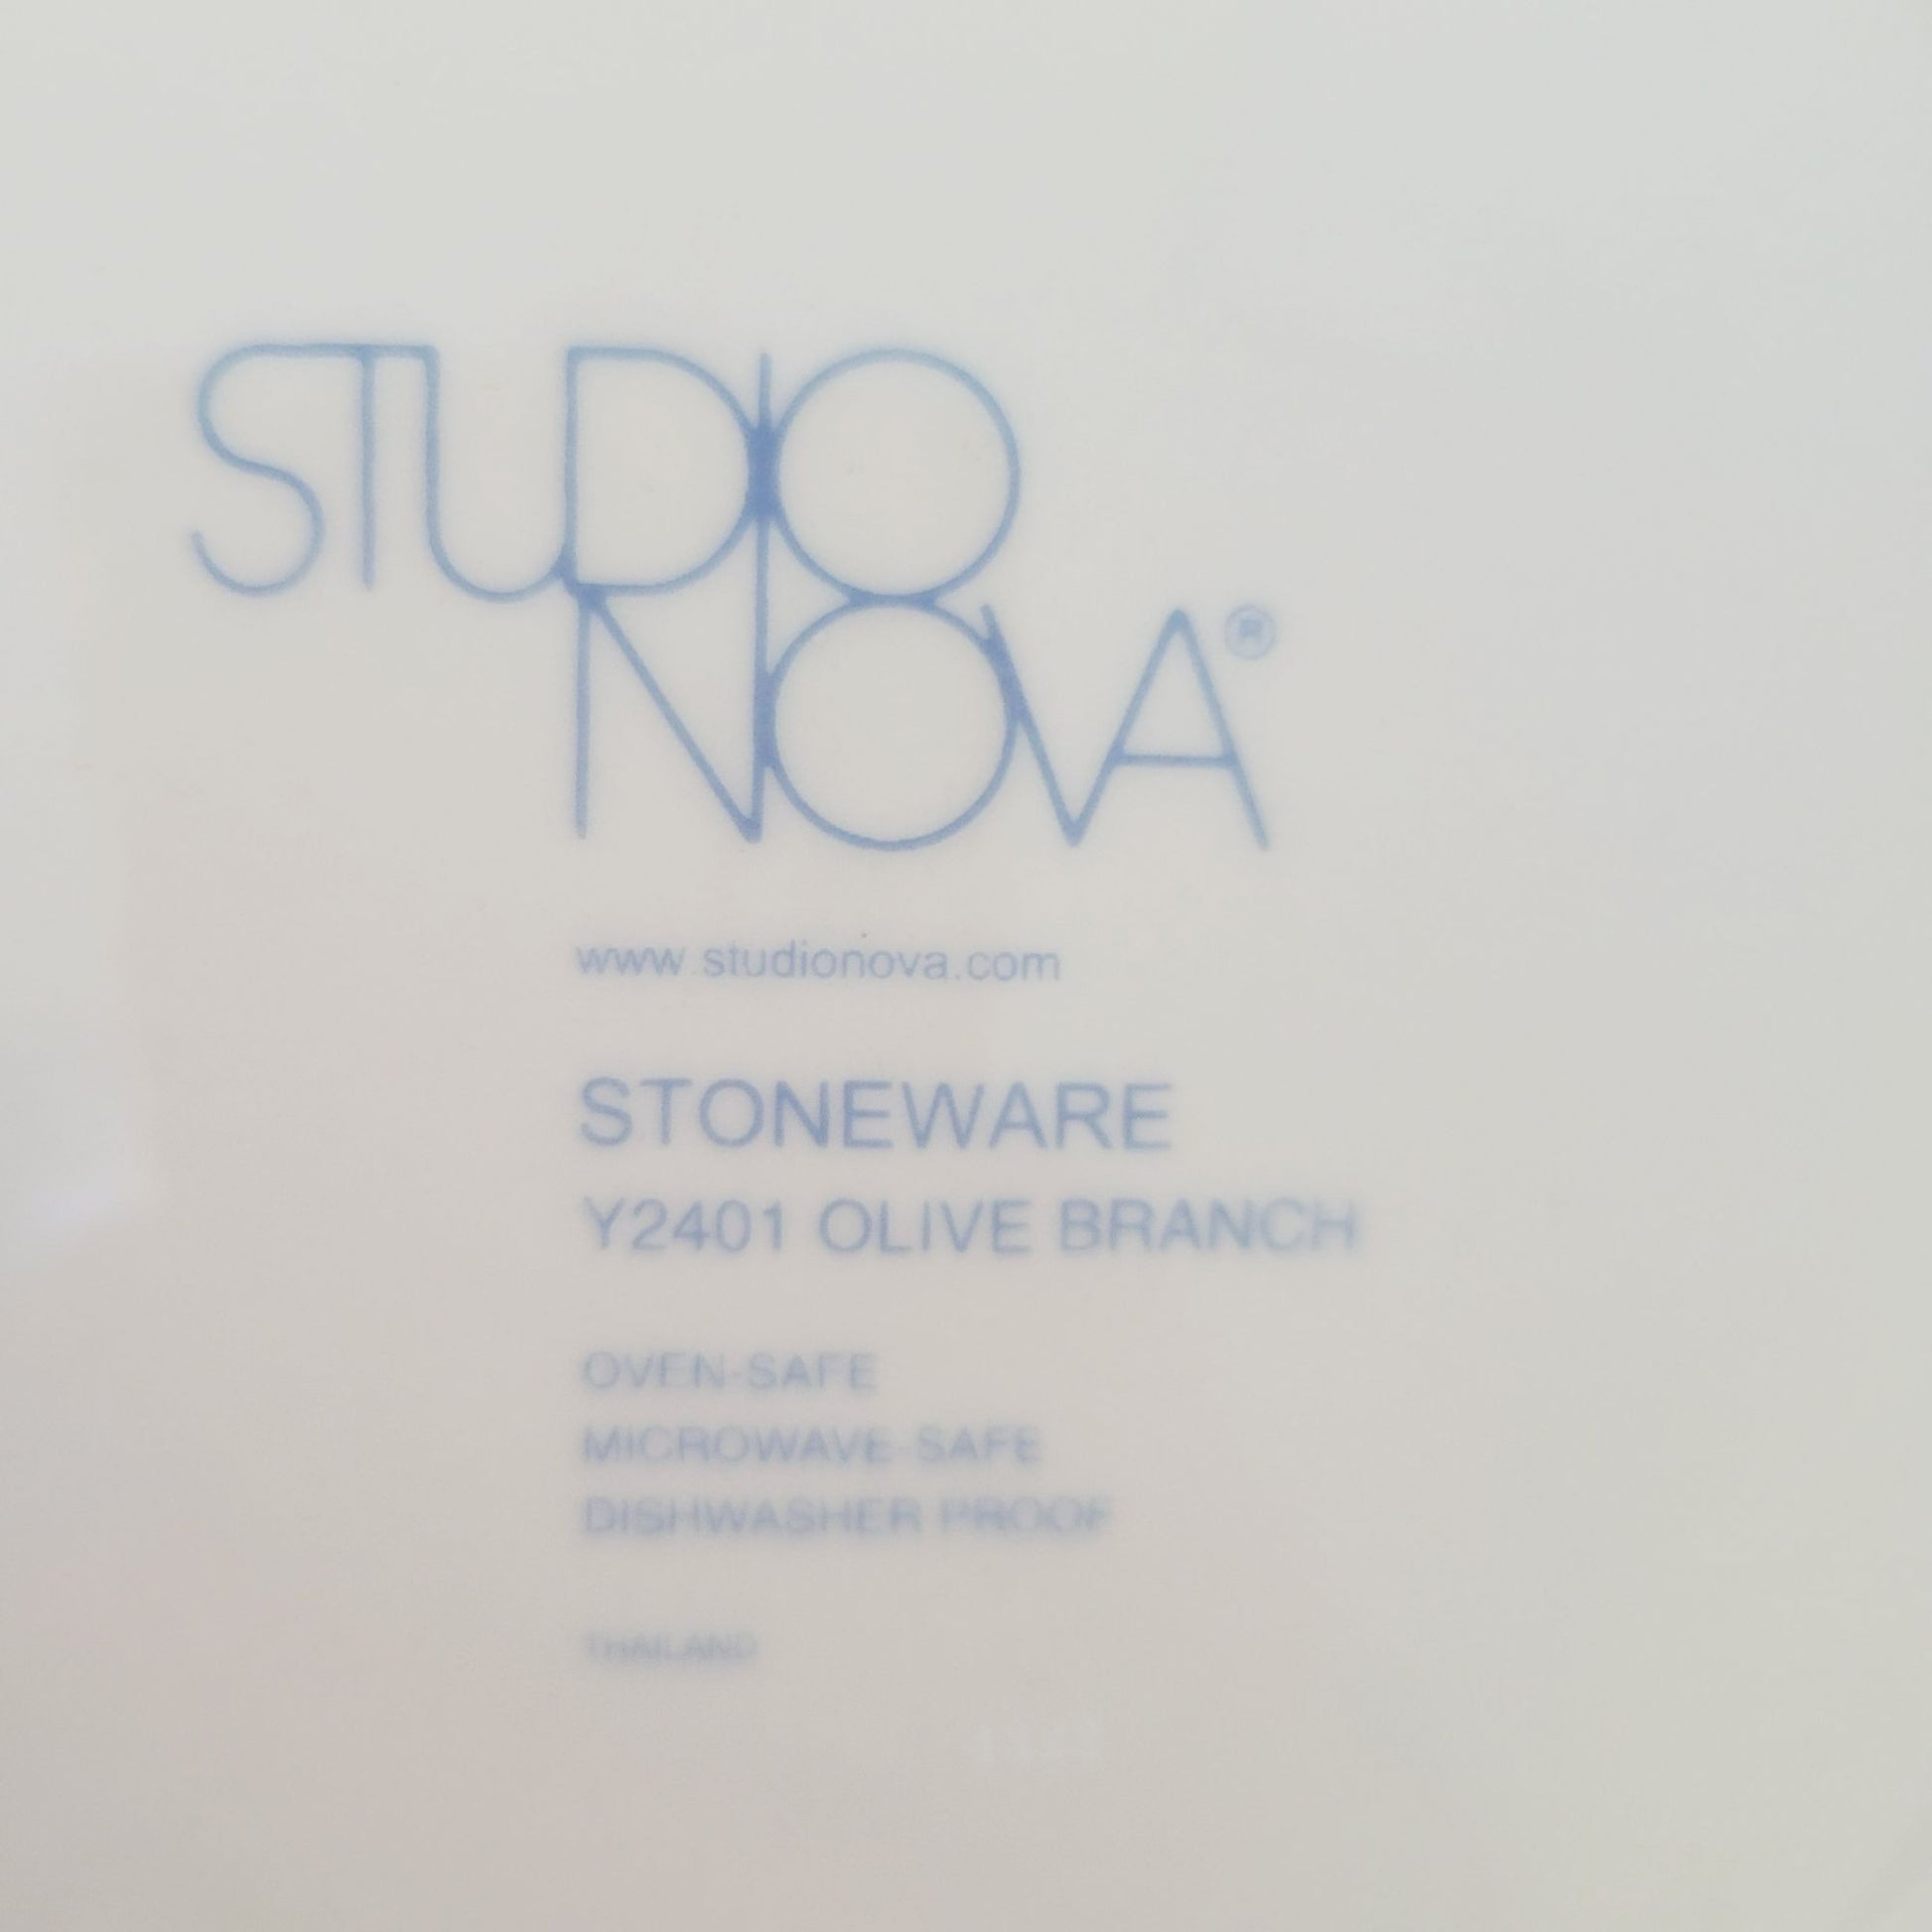 STUDIO
NOVA®
www.studionova.com
STONEWARE
Y2401 OLIVE BRANCH
OVEN-SAFE
MICROWAVE-SAFE
DISHWASHER PROOF
THAILAND